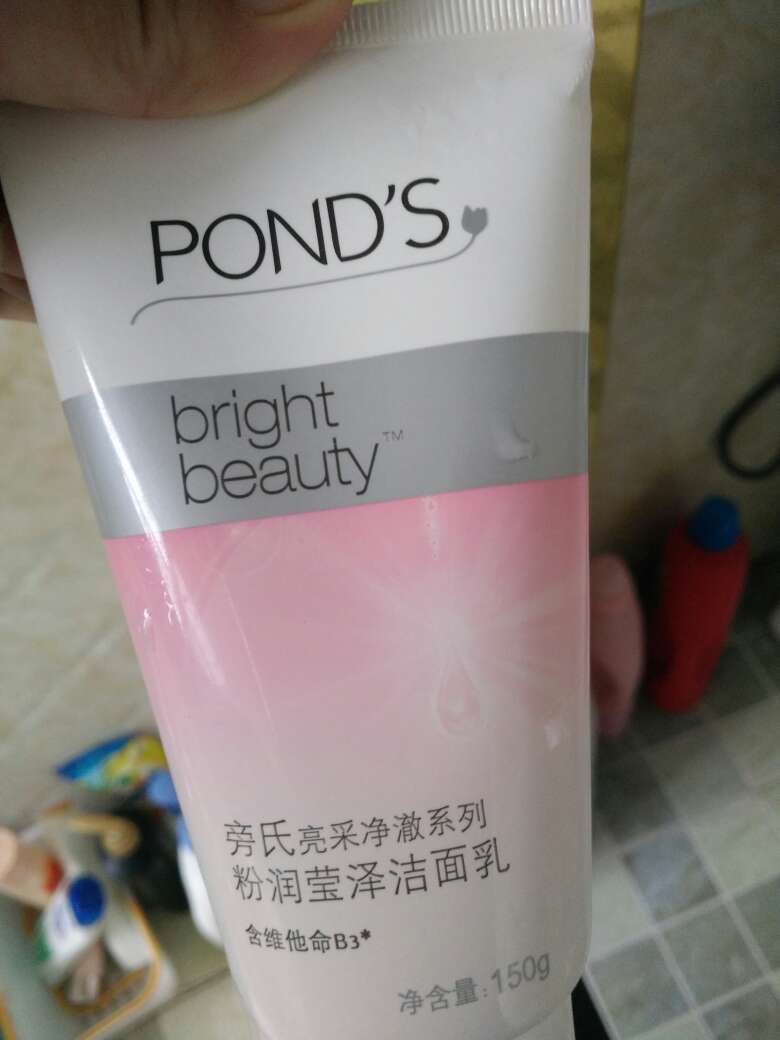 POND'S
bright
beauty™
旁氏亮采净澈系列
粉润莹泽洁面乳
含维他命B3*
净含量:150g